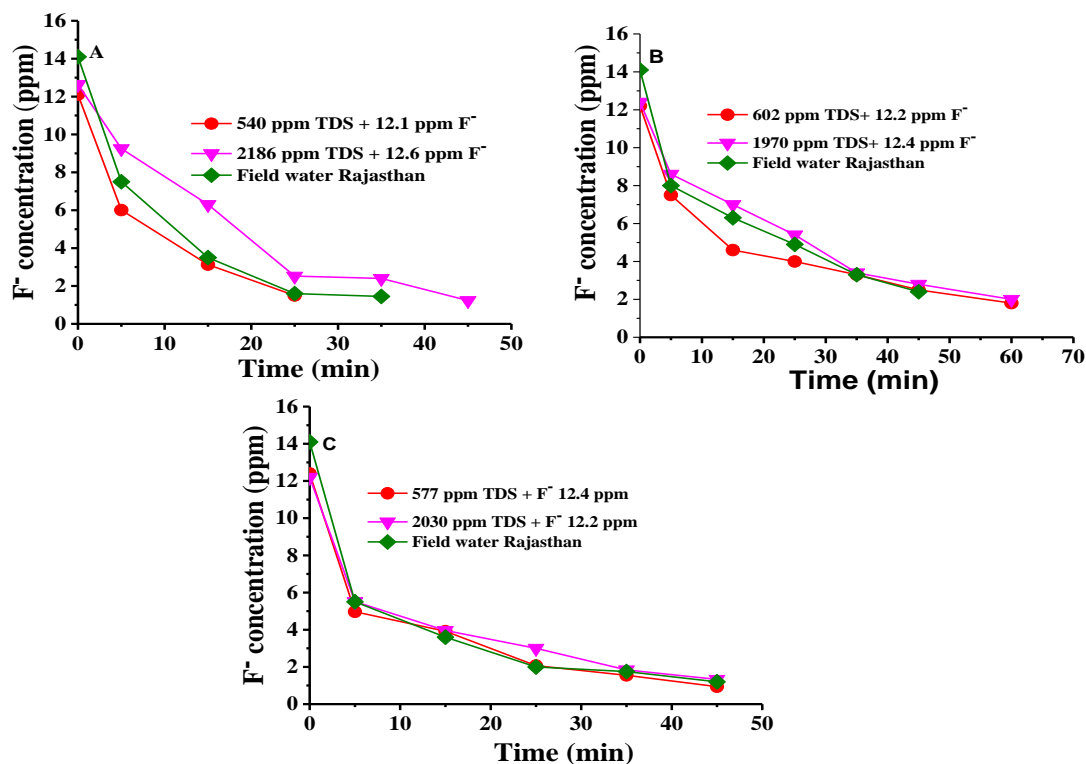 A
F⁻ concentration (ppm)
16
14
12
10
8
6
4
2
0
540 ppm TDS + 12.1 ppm F⁻
2186 ppm TDS + 12.6 ppm F⁻
Field water Rajasthan
0 10 20 30 40 50
Time (min)
B
F⁻ concentration (ppm)
16
14
12
10
8
6
4
2
0
602 ppm TDS+ 12.2 ppm F⁻
1970 ppm TDS+ 12.4 ppm F⁻
Field water Rajasthan
0 10 20 30 40 50 60 70
Time (min)
C
F⁻ concentration (ppm)
16
14
12
10
8
6
4
2
0
577 ppm TDS + F⁻ 12.4 ppm
2030 ppm TDS + F⁻ 12.2 ppm
Field water Rajasthan
0 10 20 30 40 50
Time (min)